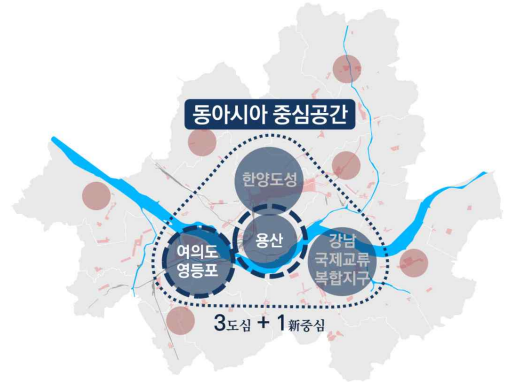 동아시아 중심공간
한양도성
용산
여의도
영등포
강남
국제교류
복합지구
3도심 + 1新중심